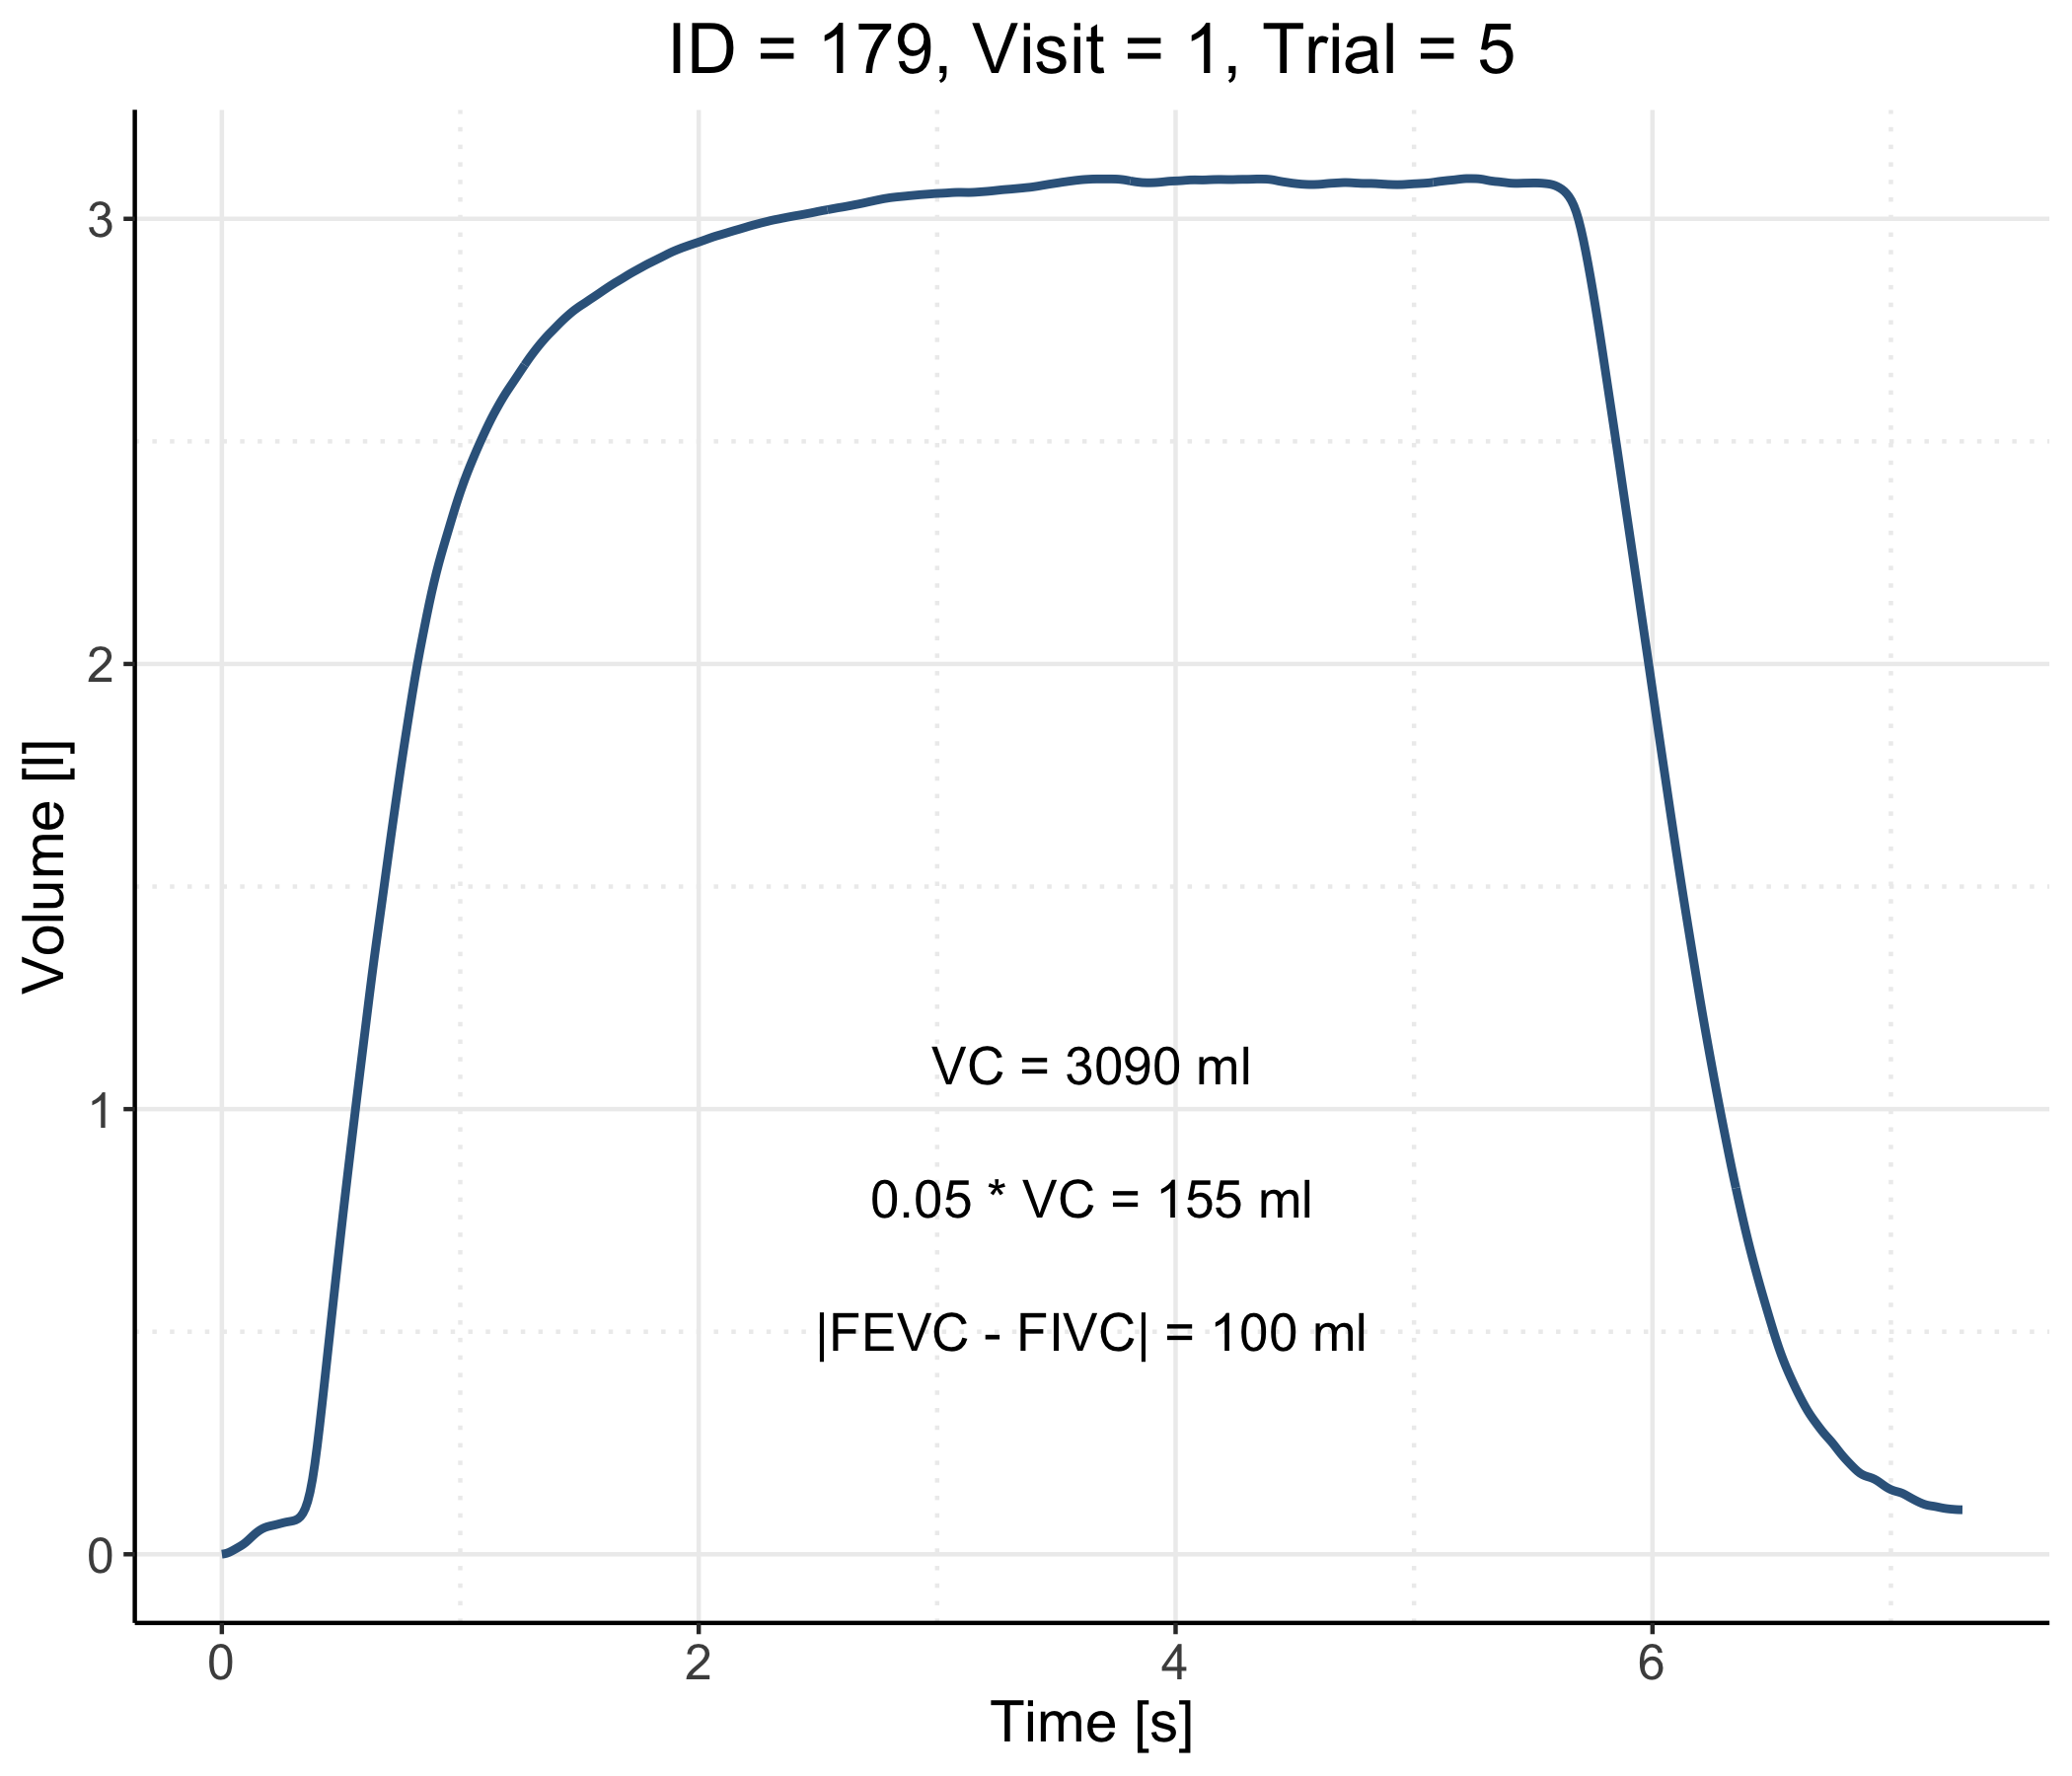 ID = 179, Visit = 1, Trial = 5
3
2
1
0
Volume [l]
VC = 3090 ml
0.05 * VC = 155 ml
|FEVC - FIVC| = 100 ml
0 2 4 6
Time [s]